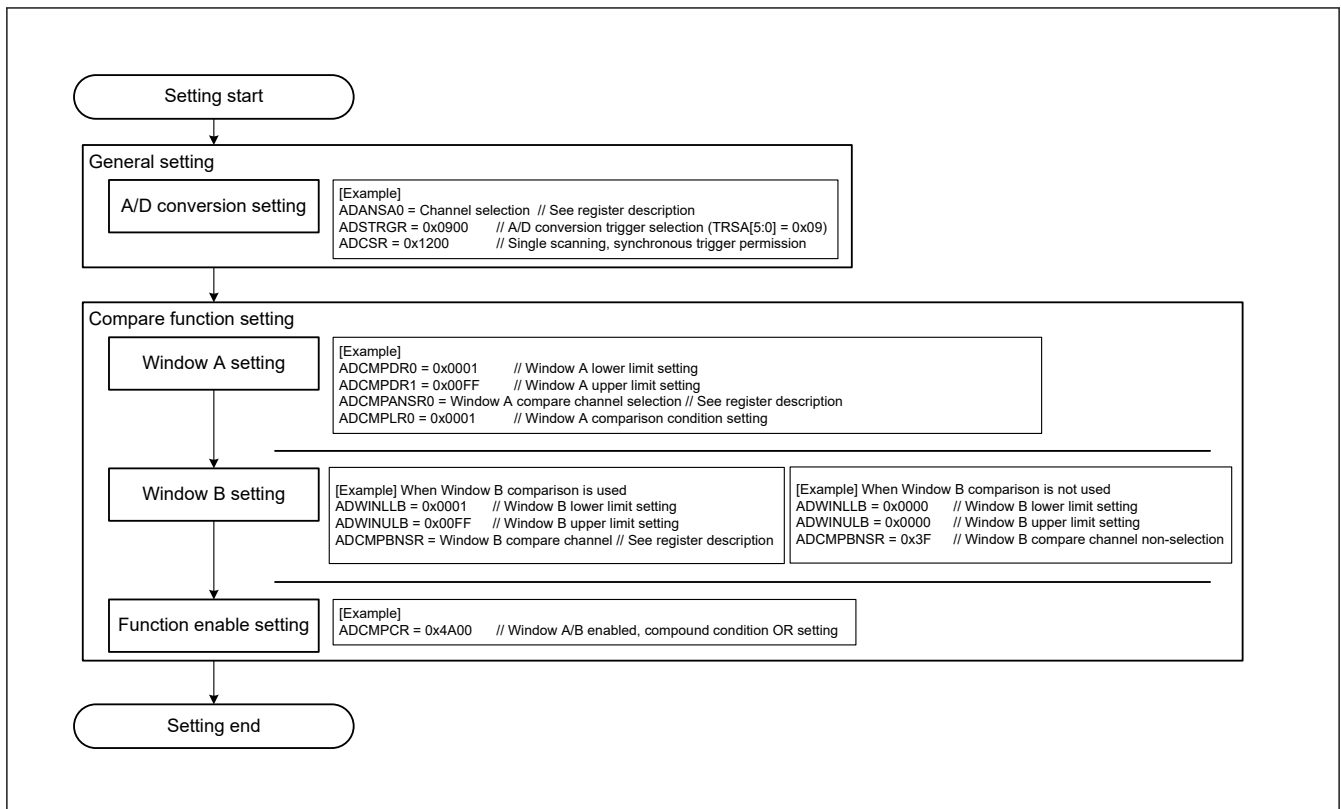 Setting start
General setting
A/D conversion setting
[Example]
ADANSA0 = Channel selection // See register description
ADSTRGR = 0x0900 // A/D conversion trigger selection (TRSA[5:0] = 0x09)
ADCSR = 0x1200 // Single scanning, synchronous trigger permission
Compare function setting
Window A setting
[Example]
ADCMPDR0 = 0x0001 // Window A lower limit setting
ADCMPDR1 = 0x00FF // Window A upper limit setting
ADCMPANSR0 = Window A compare channel selection // See register description
ADCMPLR0 = 0x0001 // Window A comparison condition setting
Window B setting
[Example] When Window B comparison is used
ADWINLLB = 0x0001 // Window B lower limit setting
ADWINULB = 0x00FF // Window B upper limit setting
ADCMPBNSR = Window B compare channel // See register description
[Example] When Window B comparison is not used
ADWINLLB = 0x0000 // Window B lower limit setting
ADWINULB = 0x0000 // Window B upper limit setting
ADCMPBNSR = 0x3F // Window B compare channel non-selection
Function enable setting
[Example]
ADCMPCR = 0x4A00 // Window A/B enabled, compound condition OR setting
Setting end